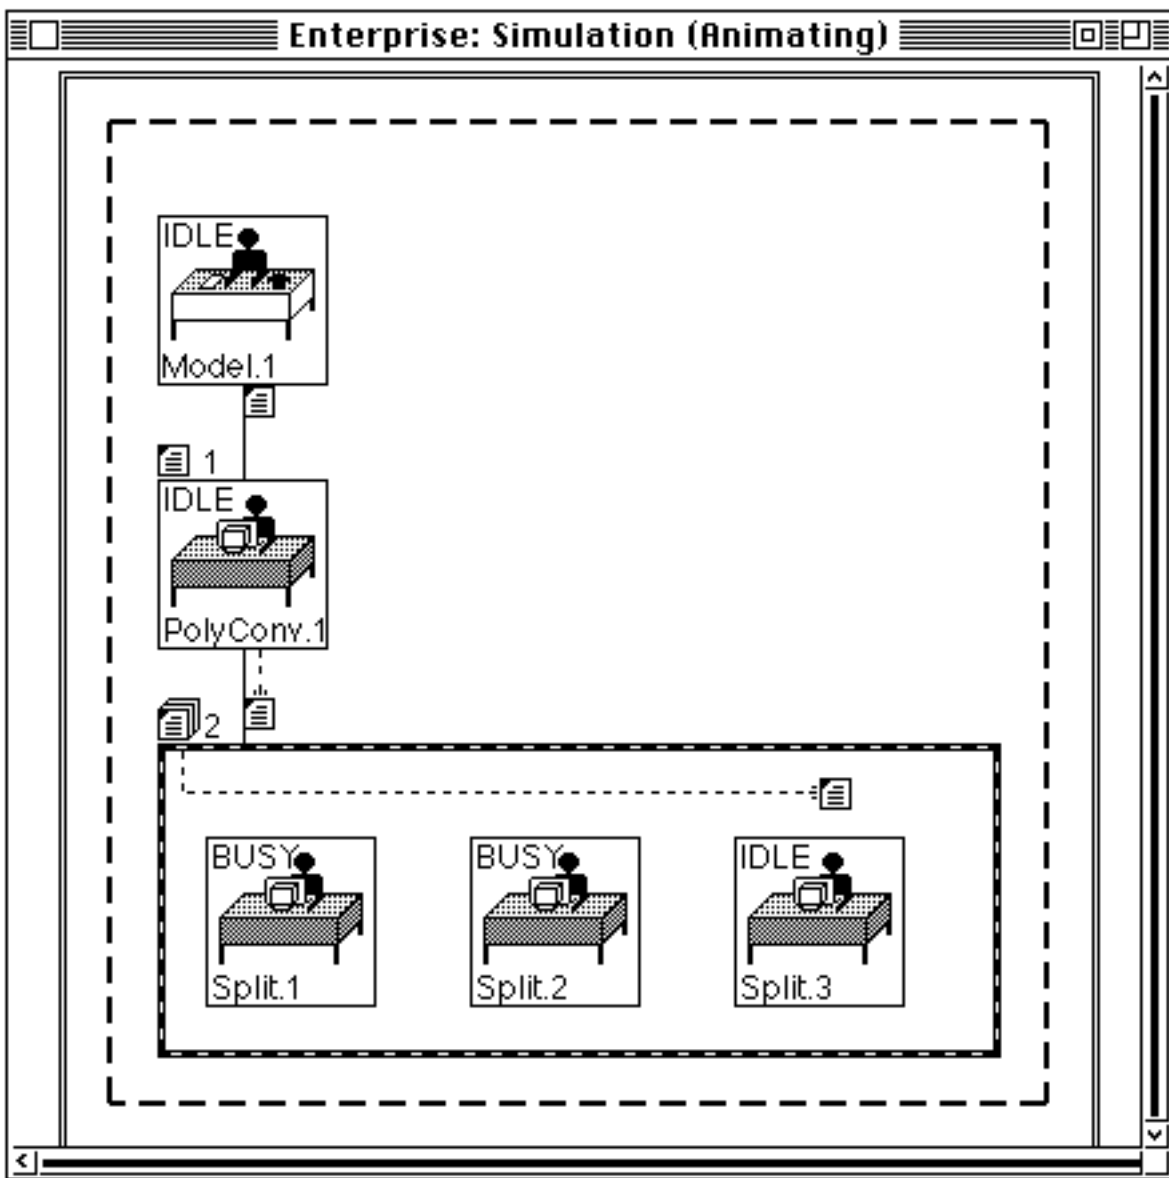 Enterprise: Simulation (Animating)
IDLE
Model.1
1
IDLE
PolyConv.1
2
BUSY
BUSY
IDLE
Split.1
Split.2
Split.3